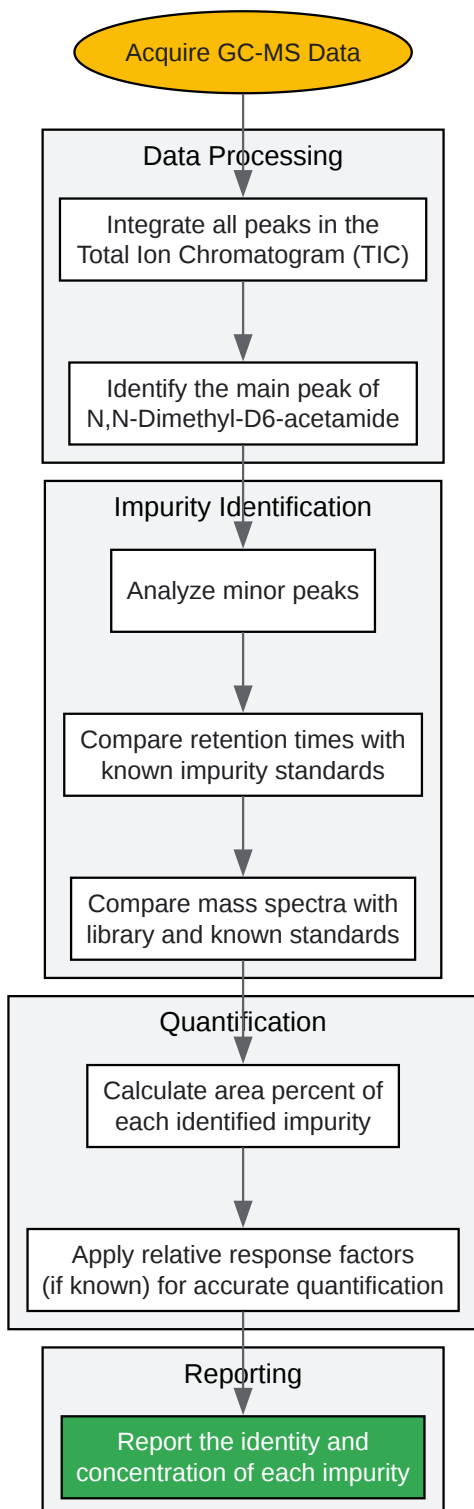 Acquire GC-MS Data
Data Processing
Integrate all peaks in the
Total Ion Chromatogram (TIC)
Identify the main peak of
N,N-Dimethyl-D6-acetamide
Impurity Identification
Analyze minor peaks
Compare retention times with
known impurity standards
Compare mass spectra with
library and known standards
Quantification
Calculate area percent of
each identified impurity
Apply relative response factors
(if known) for accurate quantification
Reporting
Report the identity and
concentration of each impurity